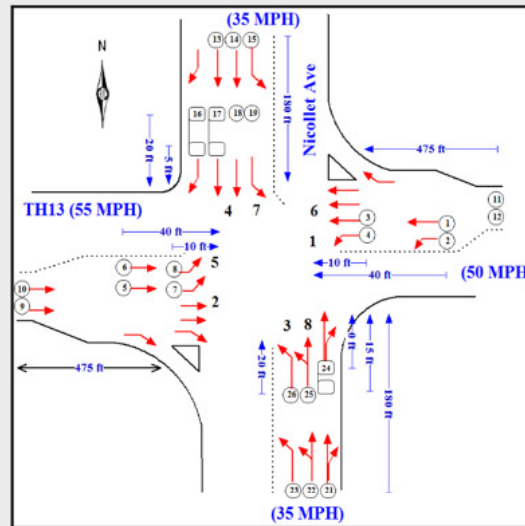 (35 MPH)
N
13 14 15
Nicollet Ave
180 ft
475 ft
16 17 18 19
20 ft
5 ft
TH13 (55 MPH)
4 7
6
3
1
11
12
40 ft
1
4
2
10 ft
5
10 ft
(50 MPH
6
8
40 ft
10
5
7
9
2
3 8
24
0 ft
15 ft
20 ft
475 ft
26 25
180 ft
23 22 21
(35 MPH)